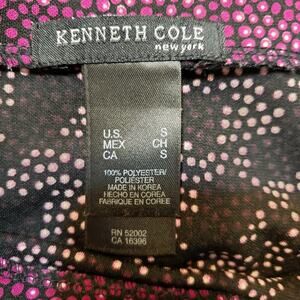 KENNETH COLE
new york
U.S. S
MEX CH
CA S
100% POLYESTER/
POLIÉSTER
MADE IN KOREA
HECHO EN COREA
FABRIQUE EN COREE
RN 52002
CA 16396